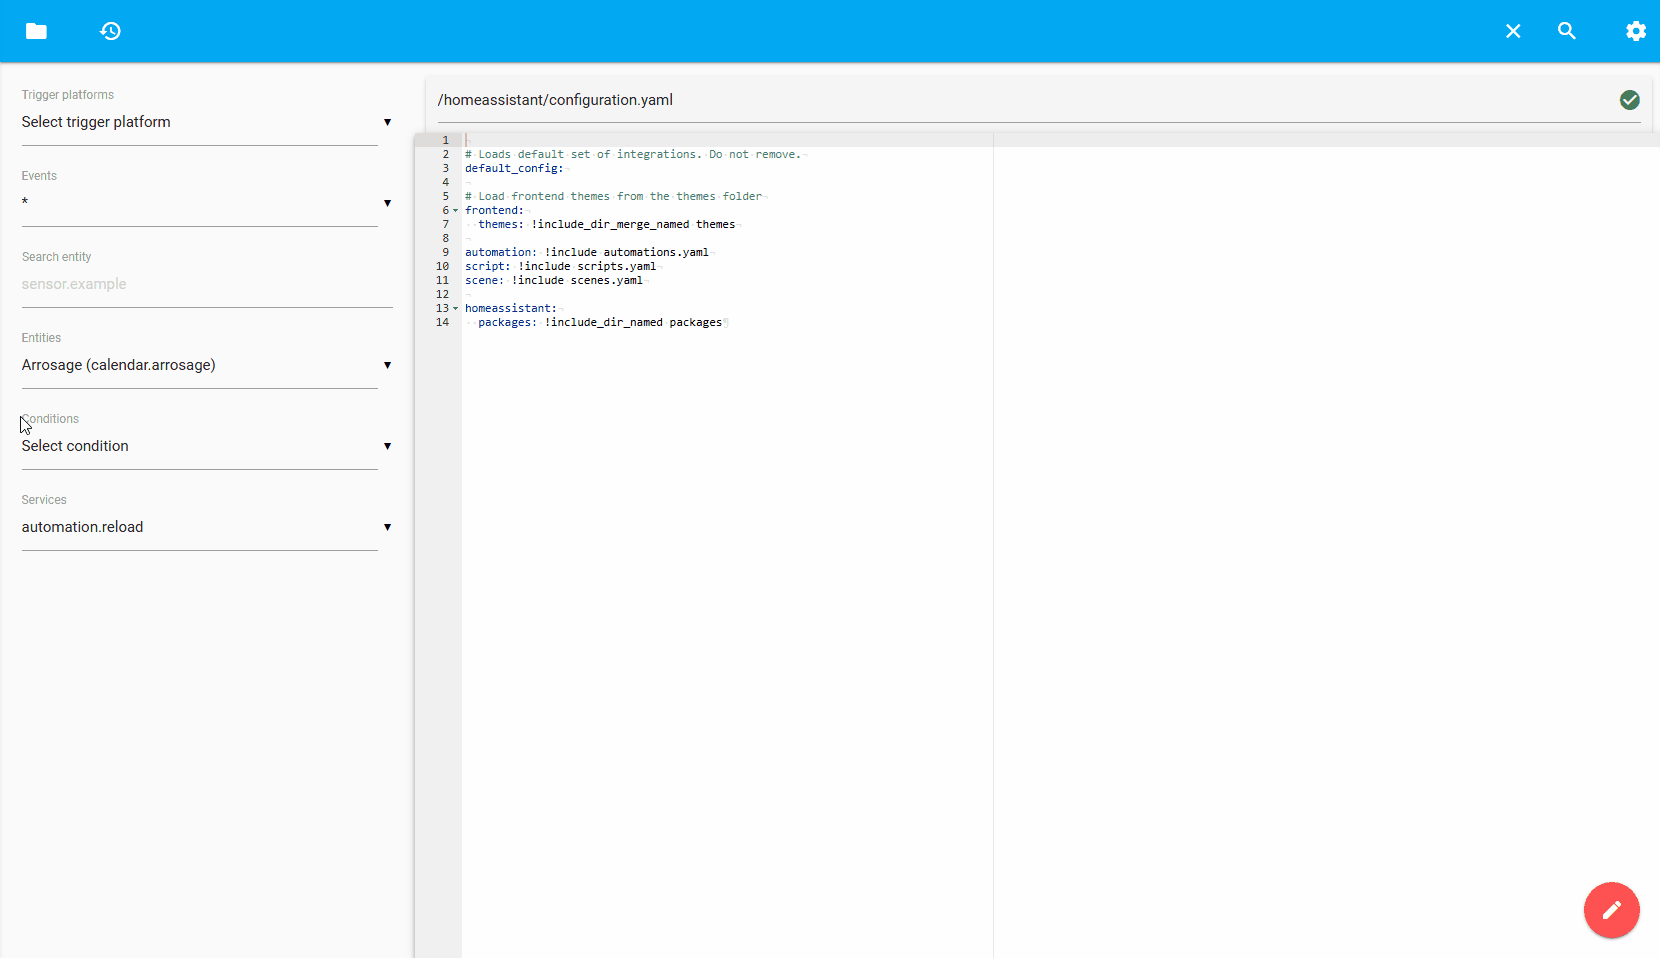 Trigger platforms
Select trigger platform
Events
*
Search entity
sensor.example
Entities
Arrosage (calendar.arrosage)
Conditions
Select condition
Services
automation.reload
/homeassistant/configuration.yaml
1
2 # Loads default set of integrations. Do not remove.
3 default_config:
4
5 # Load frontend themes from the themes folder
6 frontend:
7   themes: !include_dir_merge_named themes
8
9 automation: !include automations.yaml
10 script: !include scripts.yaml
11 scene: !include scenes.yaml
12
13 homeassistant:
14   packages: !include_dir_named packages